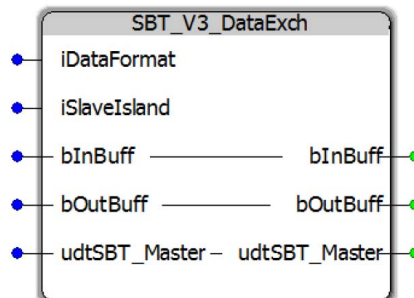 SBT_V3_DataExch
iDataFormat
iSlaveIsland
bInBuff bInBuff
bOutBuff bOutBuff
udtSBT_Master udtSBT_Master